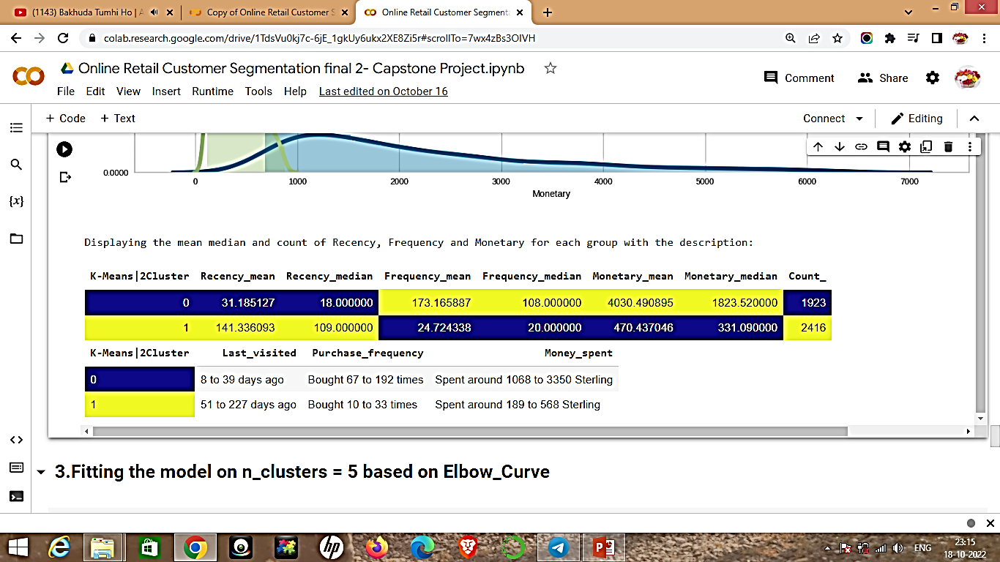 (1143) Bakhuda Tumhi Ho | A
Copy of Online Retail Customer S
Online Retail Customer Segmenta
colab.research.google.com/drive/1TdsVu0kj7c-6jE_1gkUy6ukx2XE8Zi5r#scrollTo=7wx4zBs3OlVH
Online Retail Customer Segmentation final 2- Capstone Project.ipynb
Comment Share
File Edit View Insert Runtime Tools Help Last edited on October 16
+ Code + Text Connect Editing
{x}
0.0000
0 1000 2000 3000 4000 5000 6000 7000
Monetary
Displaying the mean median and count of Recency, Frequency and Monetary for each group with the description:
K-Means|2Cluster Recency_mean Recency_median Frequency_mean Frequency_median Monetary_mean Monetary_median Count_
0 31.185127 18.000000 173.165887 108.000000 4030.490895 1823.520000 1923
1 141.336093 109.000000 24.724338 20.000000 470.437046 331.090000 2416
K-Means|2Cluster Last_visited Purchase_frequency Money_spent
0 8 to 39 days ago Bought 67 to 192 times Spent around 1068 to 3350 Sterling
1 51 to 227 days ago Bought 10 to 33 times Spent around 189 to 568 Sterling
3.Fitting the model on n_clusters = 5 based on Elbow_Curve
hp
ENG
23:15
18-10-2022